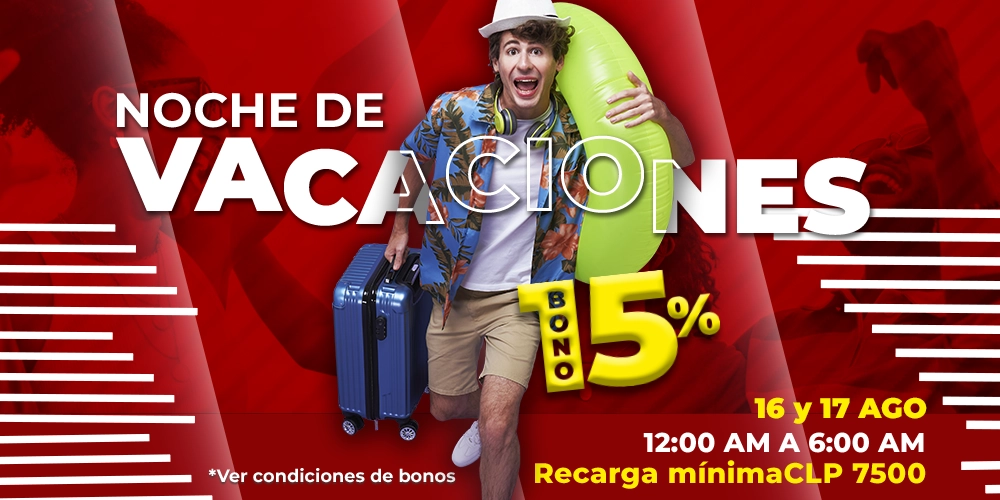 NOCHE DE
VACACIONES
BONO
15%
16 y 17 AGO
12:00 AM A 6:00 AM
Recarga mínimaCLP 7500
*Ver condiciones de bonos